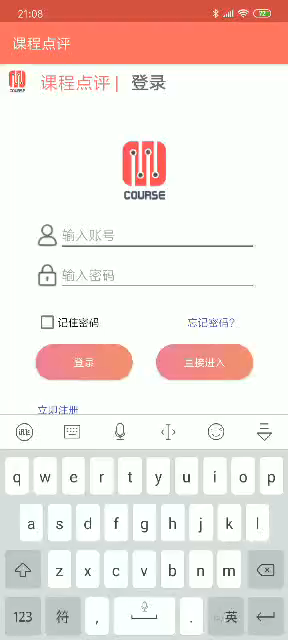 21:08
72
课程点评
COURSE
课程点评 | 登录
COURSE
输入账号
输入密码
记住密码
忘记密码?
登录
直接进入
立即注册
q w e r t y u i o p
a s d f g h j k l
z x c v b n m
123 符 , . 英